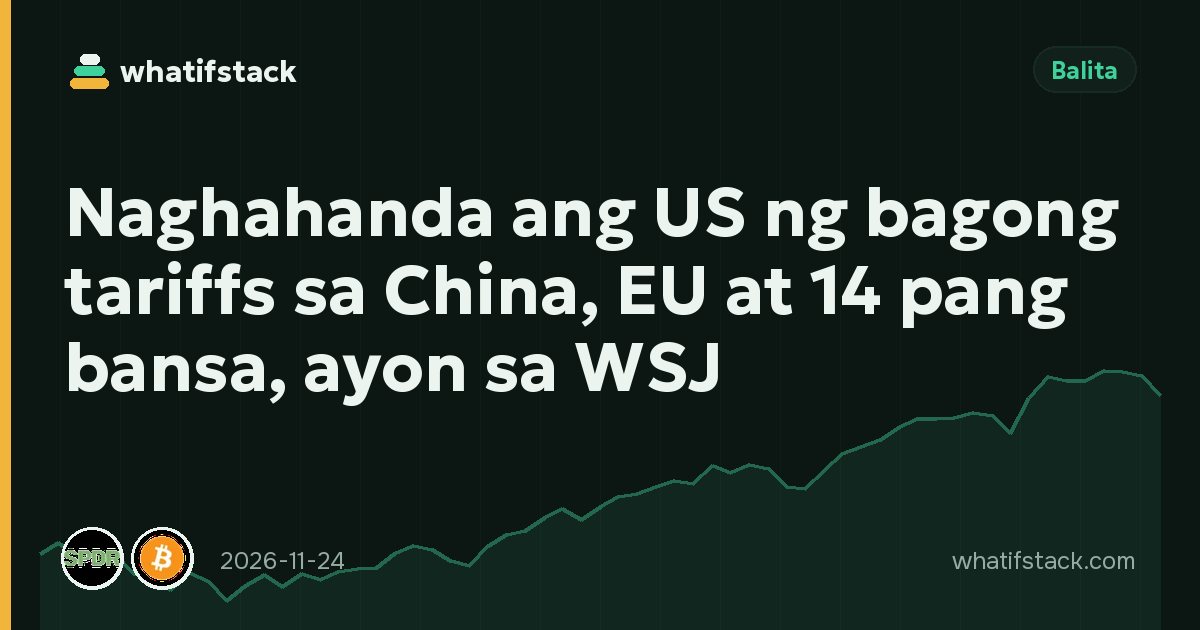 whatifstack
Balita
Naghahanda ang US ng bagong
tariffs sa China, EU at 14 pang
bansa, ayon sa WSJ
SPDR
2026-11-24
whatifstack.com